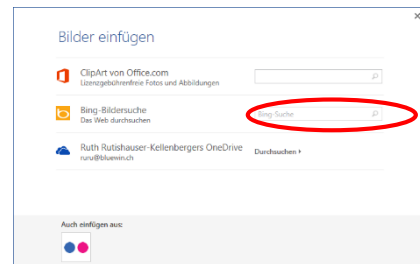 Bilder einfügen
ClipArt von Office.com
Lizenzgebührenfreie Fotos und Abbildungen
Bing-Bildersuche
Das Web durchsuchen
Bing-Suche
Ruth Rutishauser-Kellenbergers OneDrive
ruru@bluewin.ch
Durchsuchen
Auch einfügen aus: